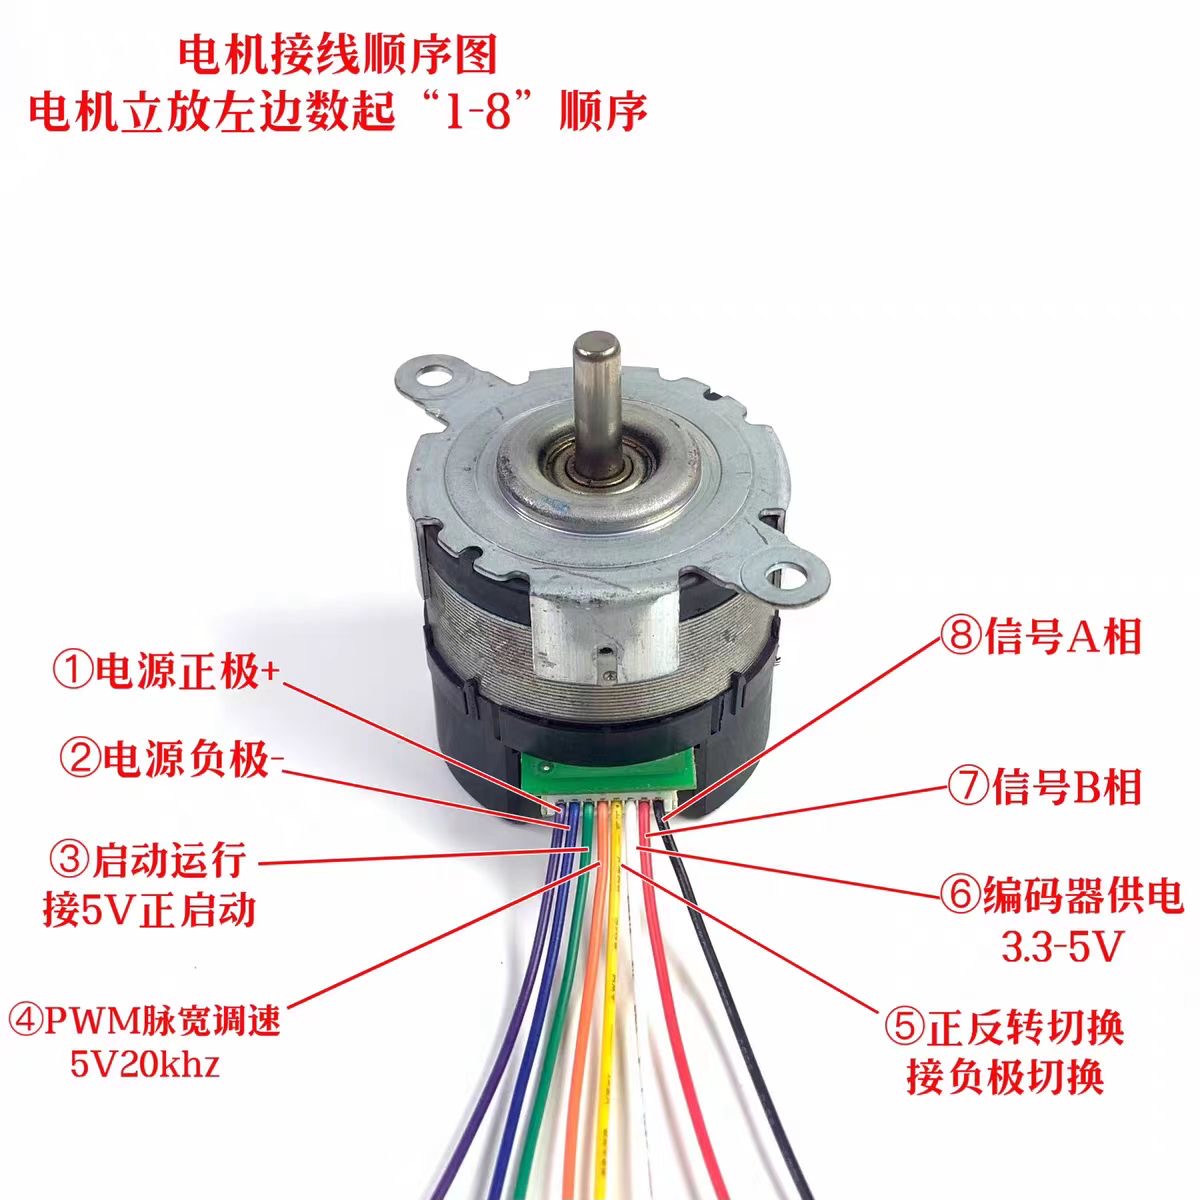 电机接线顺序图
电机立放左边数起“1-8”顺序
①电源正极+
②电源负极-
③启动运行
接5V正启动
④PWM脉宽调速
5V20khz
⑧信号A相
⑦信号B相
⑥编码器供电
3.3-5V
⑤正反转切换
接负极切换